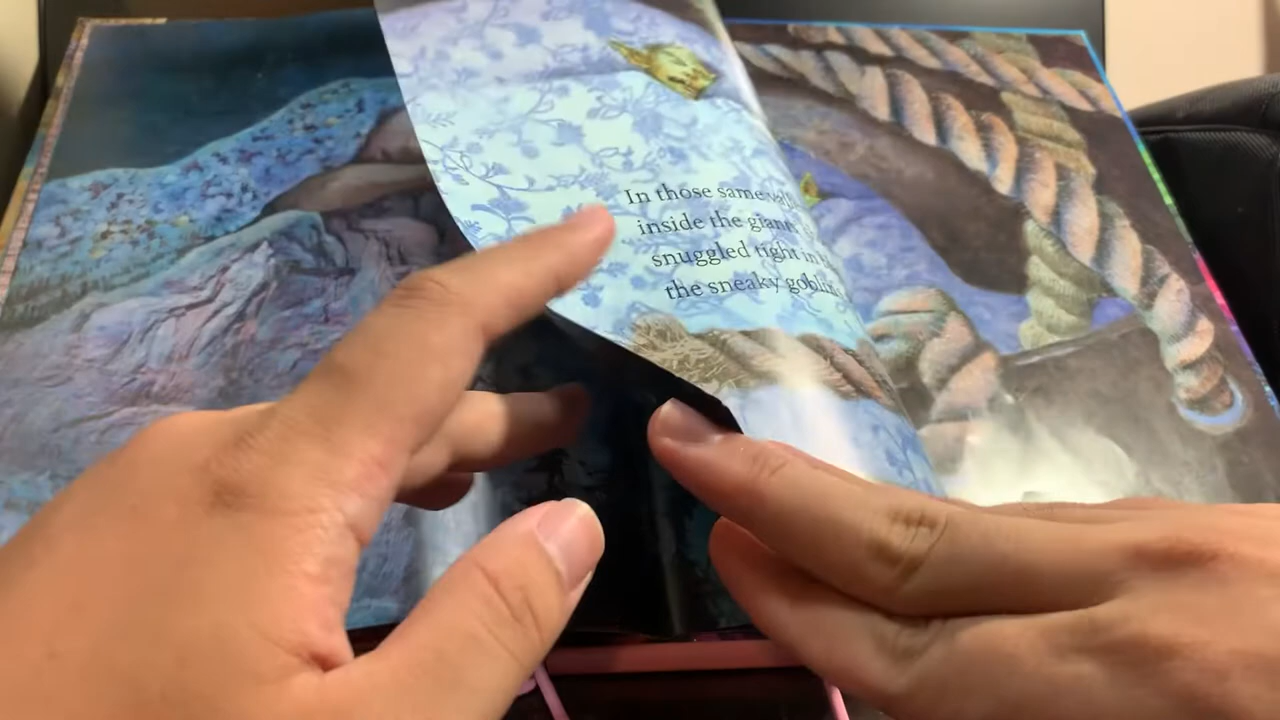 In those same
inside the giant
snuggled tight in
the sneaky goblin